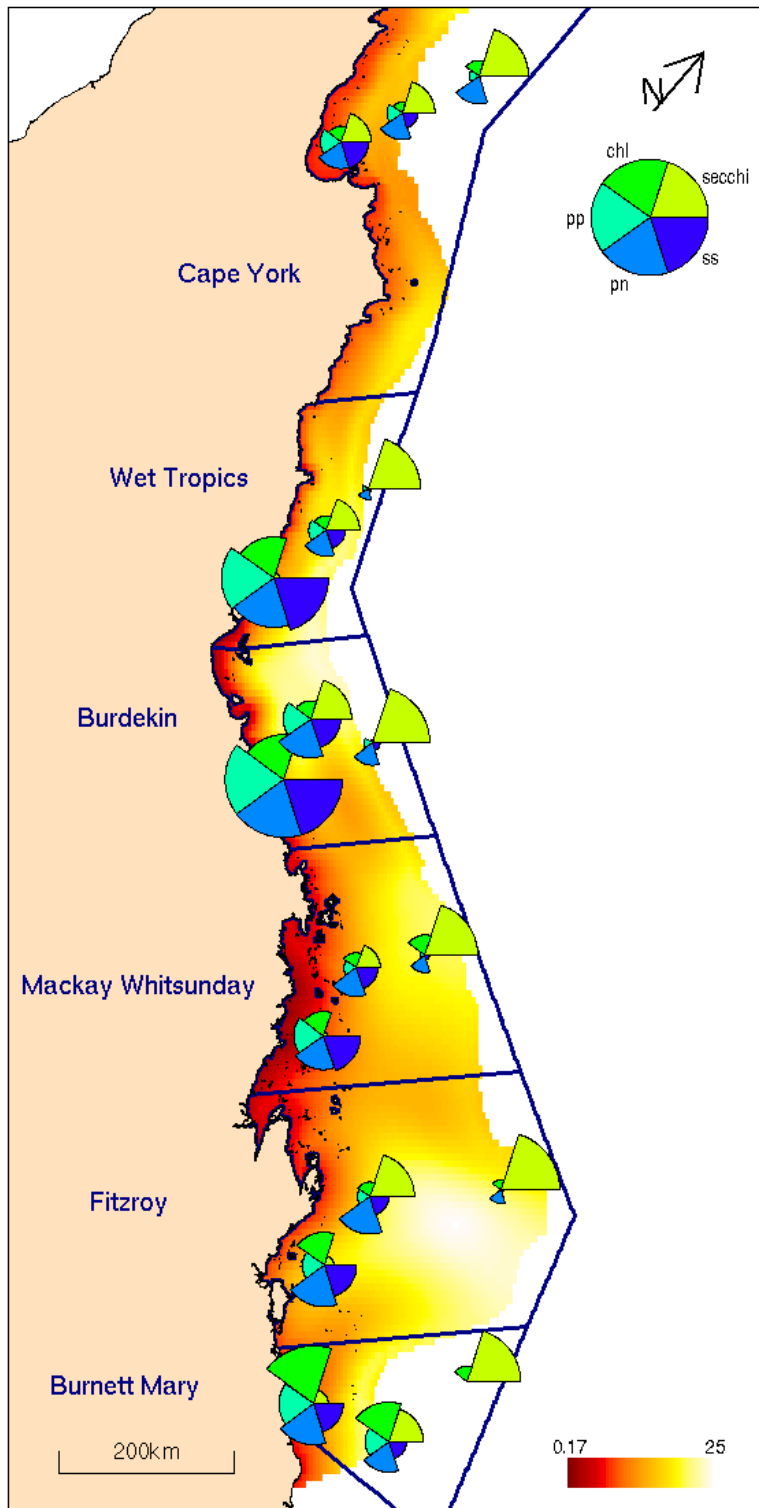 N
chl
secchi
pp
ss
pn
Cape York
Wet Tropics
Burdekin
Mackay Whitsunday
Fitzroy
Burnett Mary
200km
0.17
25